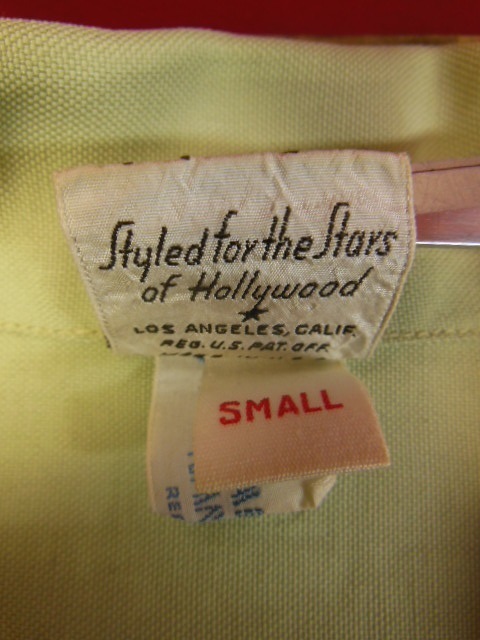 Styled for the Stars
of Hollywood
LOS ANGELES, CALIF.
REG. U.S. PAT. OFF.
SMALL